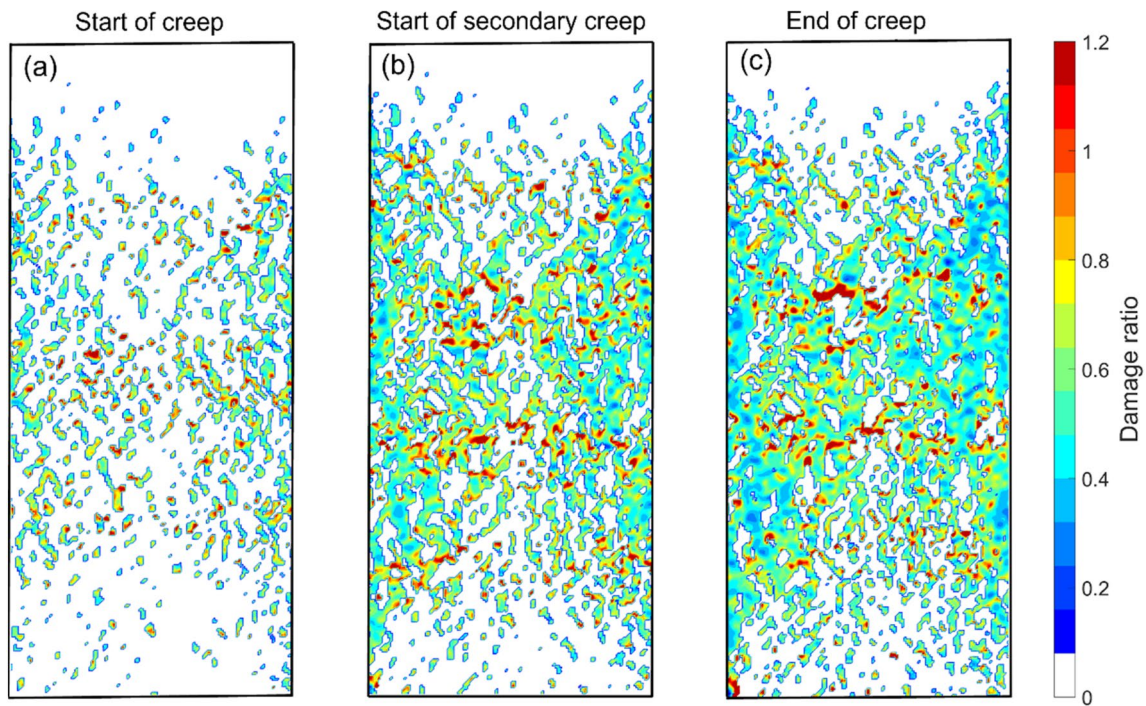 Start of creep
Start of secondary creep
End of creep
(a)
(b)
(c)
1.2
1
0.8
0.6
0.4
0.2
0
Damage ratio